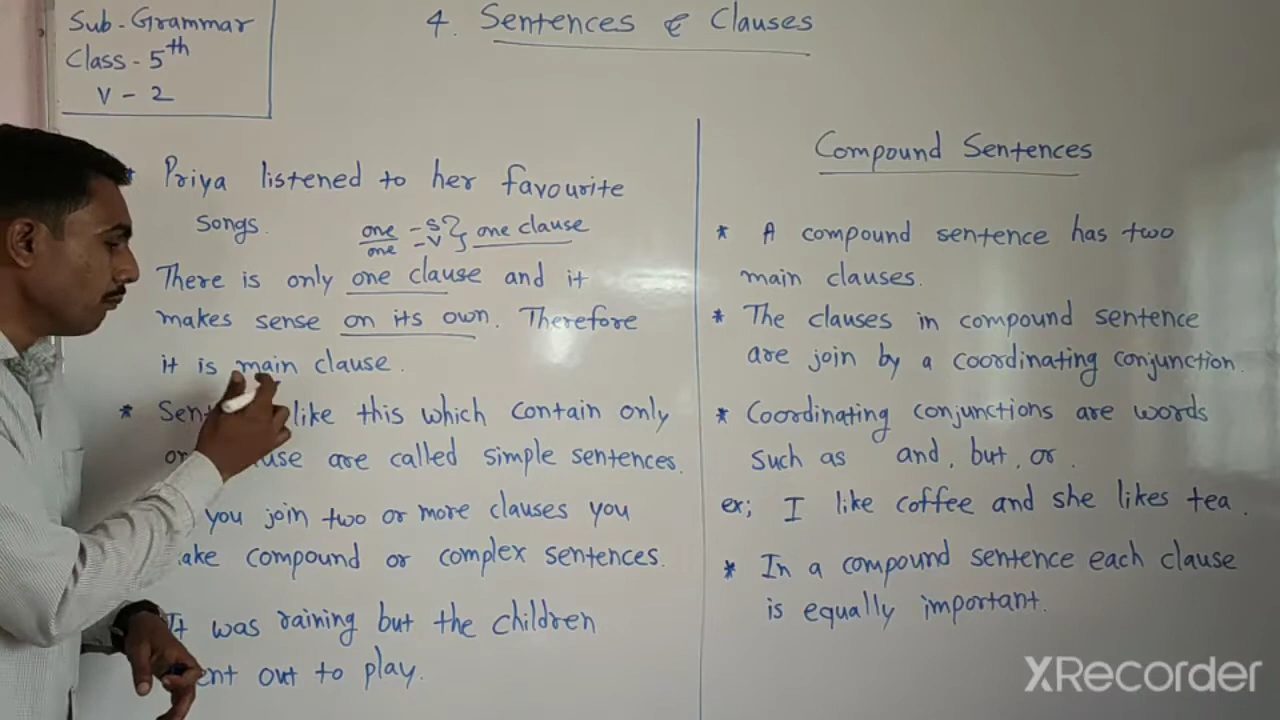 Sub-Grammar
Class-5th
V-2
4. Sentences & Clauses
* Priya listened to her favourite
songs.
one - S } one clause
one - V
There is only one clause and it
makes sense on its own. Therefore
it is main clause.
* like this which contain only
are called simple sentences.
you join two or more clauses you
compound or complex sentences.
It was raining but the children
out to play.
Compound Sentences
* A compound sentence has two
main clauses.
* The clauses in compound sentence
are join by a coordinating conjunction.
* Coordinating conjunctions are words
such as and, but, or.
ex; I like coffee and she likes tea.
* In a compound sentence each clause
is equally important.
XRecorder